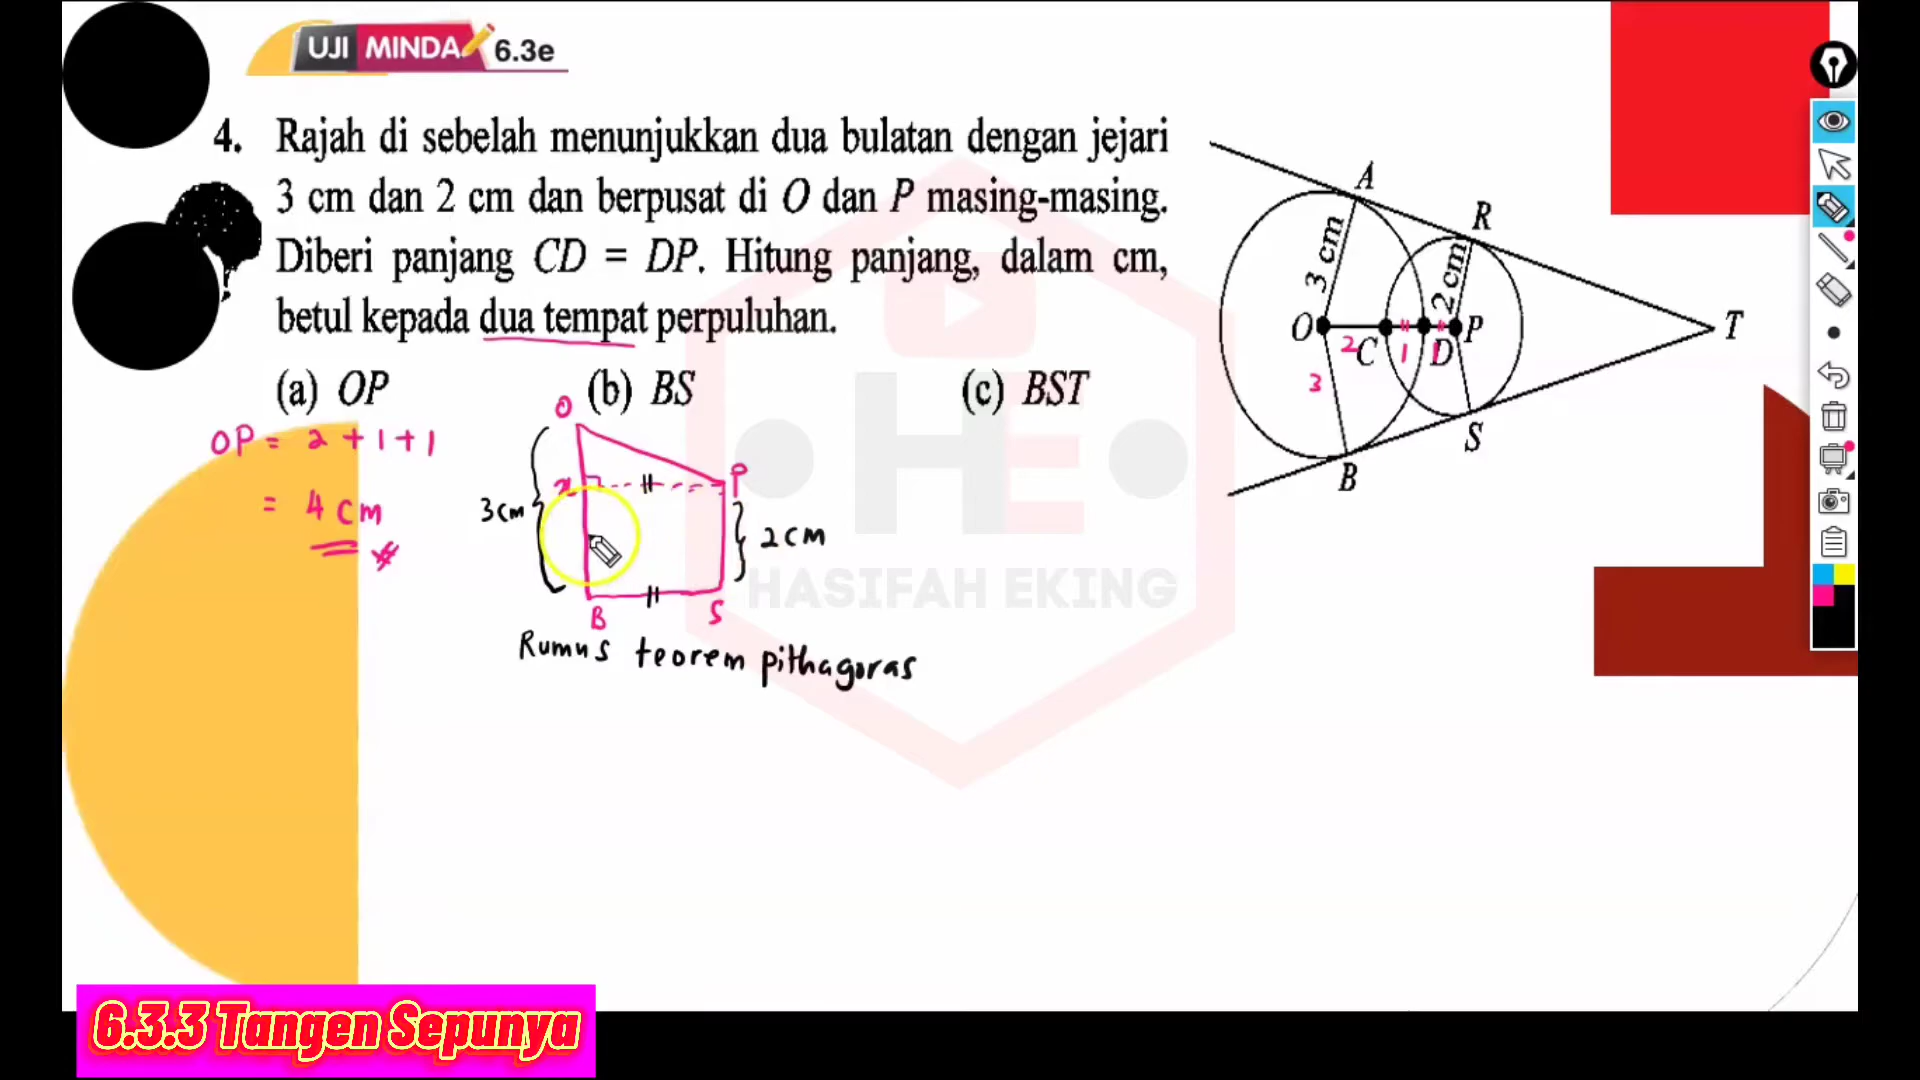 UJI MINDA 6.3e
4. Rajah di sebelah menunjukkan dua bulatan dengan jejari
3 cm dan 2 cm dan berpusat di O dan P masing-masing.
Diberi panjang CD = DP. Hitung panjang, dalam cm,
betul kepada dua tempat perpuluhan.
(a) OP (b) BS (c) BST
OP = 2 + 1 + 1
= 4 cm
O
x
P
3cm
2cm
B
S
Rumus teorem pithagoras
A
R
3 cm
2 cm
O
2
C
1
D
1
P
T
3
S
B
HE
HASIFAH EKING
6.3.3 Tangen Sepunya